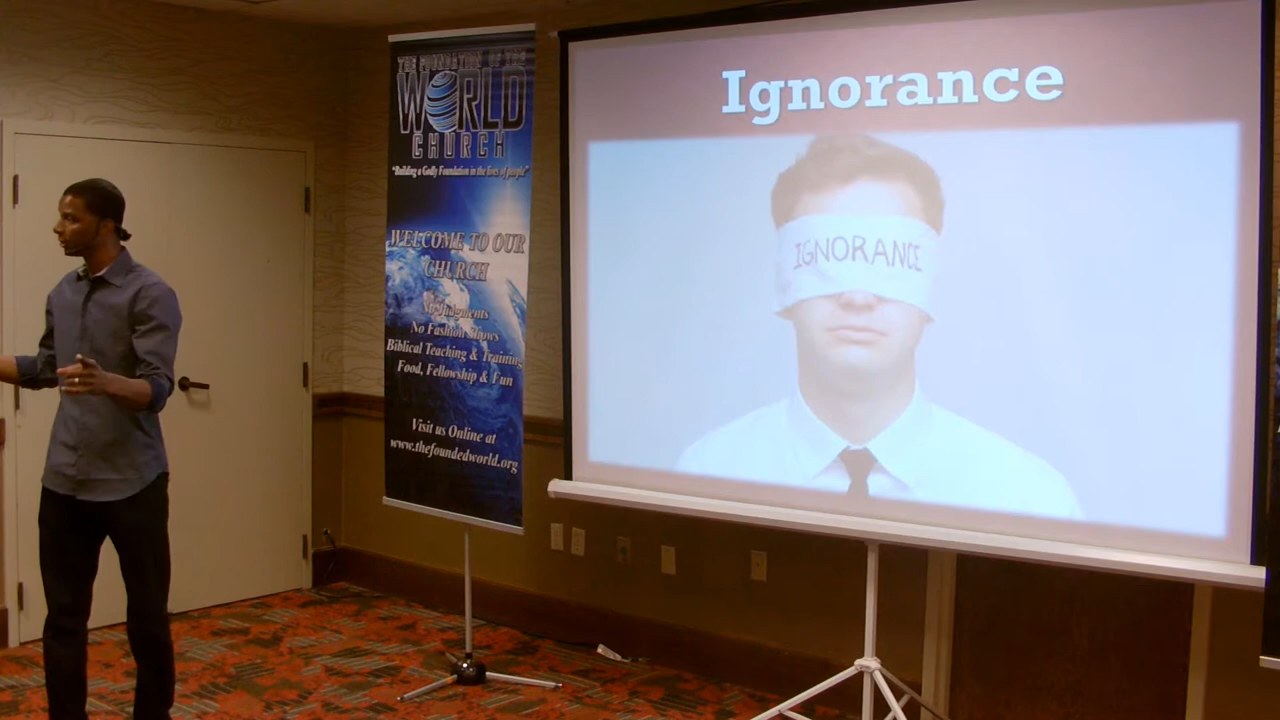 THE FOUNDATION OF THE
WORLD
CHURCH
"Building a Godly Foundation in the lives of people"
WELCOME TO OUR
CHURCH
No Judgments
No Fashion Shows
Biblical Teaching & Training
Food, Fellowship & Fun
Visit us Online at
www.thefoundedworld.org
Ignorance
IGNORANCE